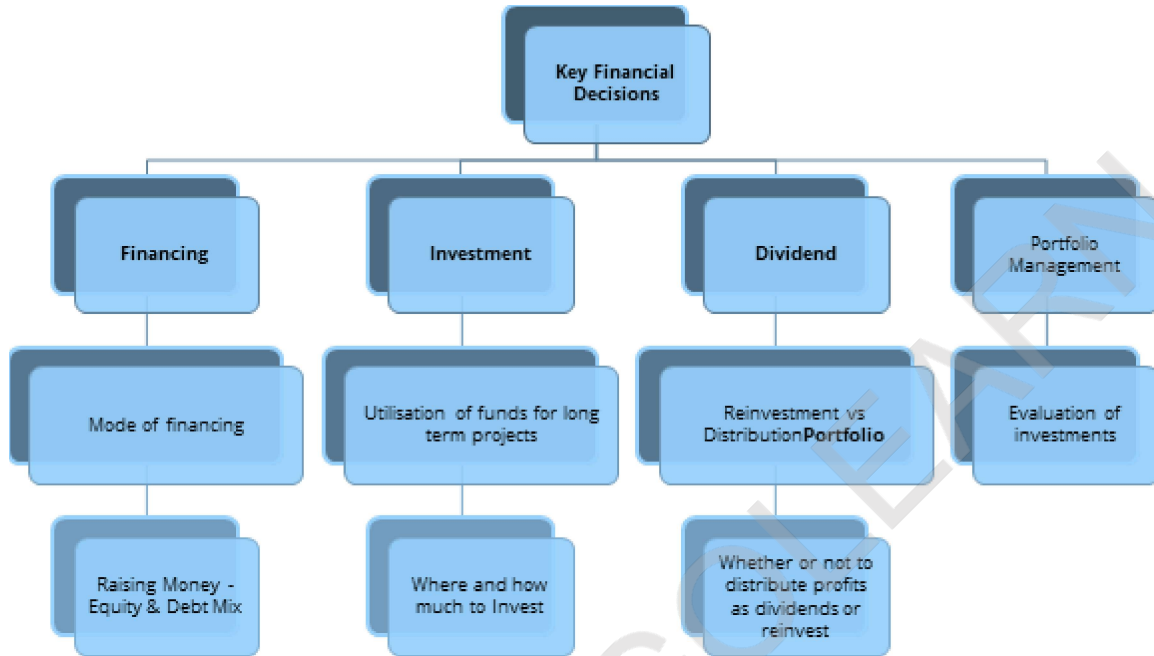 Key Financial
Decisions
Financing
Investment
Dividend
Portfolio
Management
Mode of financing
Utilisation of funds for long
term projects
Reinvestment vs
DistributionPortfolio
Evaluation of
investments
Raising Money -
Equity & Debt Mix
Where and how
much to Invest
Whether or not to
distribute profits
as dividends or
reinvest